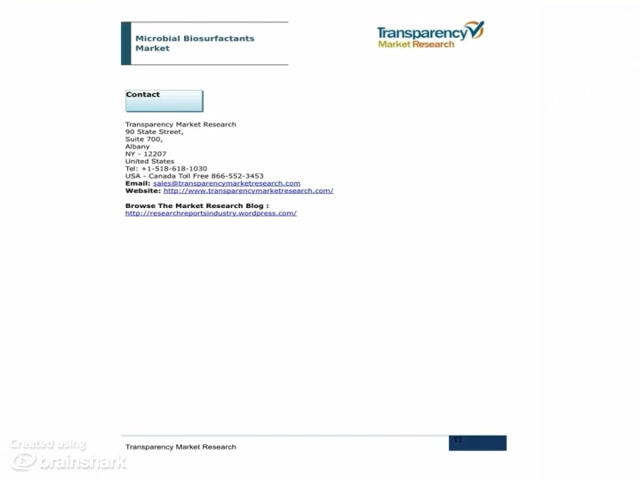 Microbial Biosurfactants
Market
Transparency
Market Research
Contact
Transparency Market Research
90 State Street,
Suite 700,
Albany
NY - 12207
United States
Tel: +1-518-618-1030
USA - Canada Toll Free 866-552-3453
Email: sales@transparencymarketresearch.com
Website: http://www.transparencymarketresearch.com/
Browse The Market Research Blog :
http://researchreportsindustry.wordpress.com/
Transparency Market Research
11
Created using
brainshark